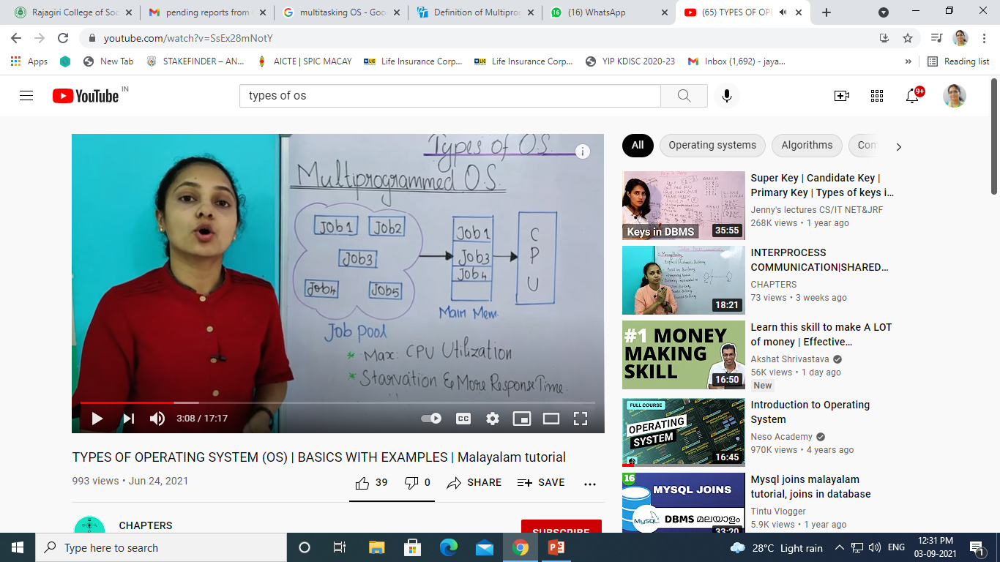 Rajagiri College of Soc
pending reports from
multitasking OS - Goo
Definition of Multiprog
(16) WhatsApp
(65) TYPES OF OPE
youtube.com/watch?v=SsEx28mNotY
Apps
New Tab
STAKEFINDER – AN...
AICTE | SPIC MACAY
Life Insurance Corp...
Life Insurance Corp...
YIP KDISC 2020-23
Inbox (1,692) - jaya...
»
Reading list
YouTube IN
types of os
9+
Types of O.S.
Multiprogrammed O.S.
Job1
Job2
Job3
Job4
Job5
Job Pool
Job1
Job3
Job4
Main Mem.
C
P
U
* Max: CPU Utilization
* Starvation & More Response Time.
3:08 / 17:17
CC
TYPES OF OPERATING SYSTEM (OS) | BASICS WITH EXAMPLES | Malayalam tutorial
993 views • Jun 24, 2021
39
0
SHARE
SAVE
CHAPTERS
SUBSCRIBE
All
Operating systems
Algorithms
Com
Keys in DBMS
35:55
Super Key | Candidate Key |
Primary Key | Types of keys i...
Jenny's lectures CS/IT NET&JRF
268K views • 1 year ago
18:21
INTERPROCESS
COMMUNICATION|SHARED...
CHAPTERS
73 views • 3 weeks ago
#1 MONEY
MAKING
SKILL
16:50
Learn this skill to make A LOT
of money | Effective...
Akshat Shrivastava
56K views • 1 day ago
New
FULL COURSE
OPERATING
SYSTEM
16:45
Introduction to Operating
System
Neso Academy
970K views • 4 years ago
16
MYSQL JOINS
MySQL
DBMS മലയാളം
33:20
Mysql joins malayalam
tutorial, joins in database
Tintu Vlogger
5.9K views • 1 year ago
Type here to search
28°C Light rain
ENG
12:31 PM
03-09-2021
1